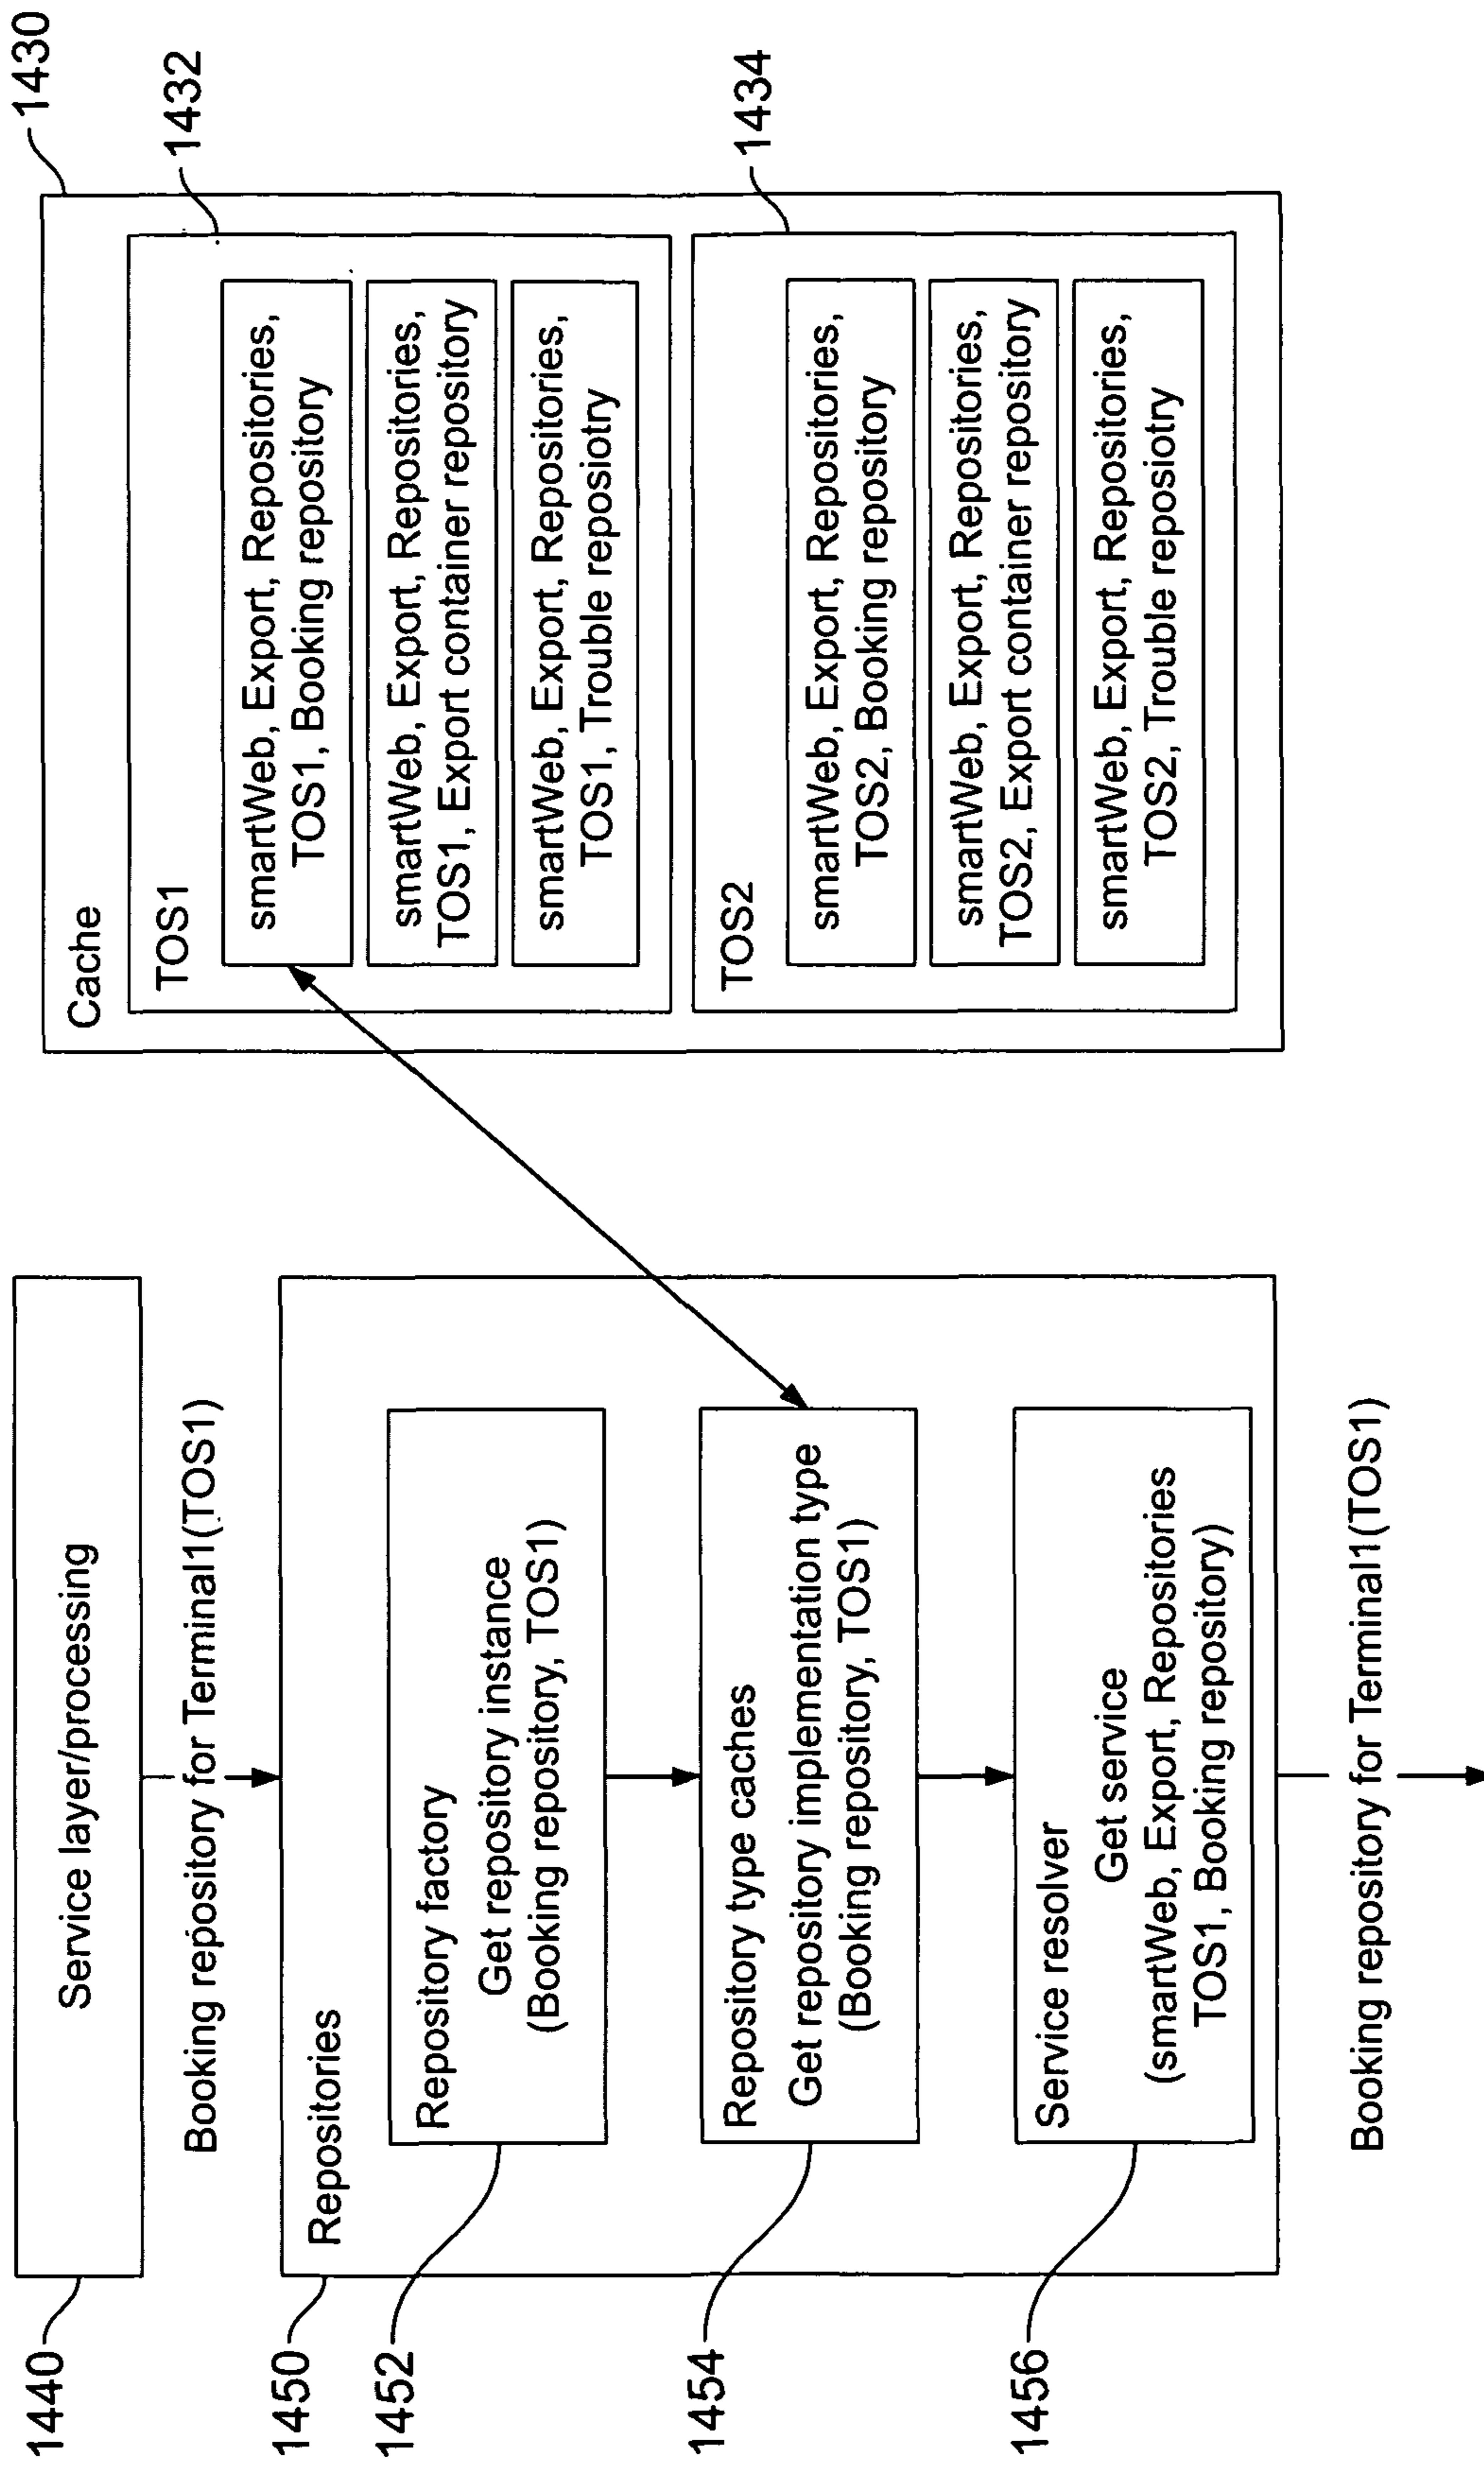 1440
Service layer/processing
Booking repository for Terminal1(TOS1)
1450
Repositories
1452
Repository factory
Get repository instance
(Booking repository, TOS1)
1454
Repository type caches
Get repository implementation type
(Booking repository, TOS1)
1456
Service resolver
Get service
(smartWeb, Export, Repositories
TOS1, Booking repository)
Booking repository for Terminal1(TOS1)
1430
Cache
1432
TOS1
smartWeb, Export, Repositories,
TOS1, Booking repository
smartWeb, Export, Repositories,
TOS1, Export container repository
smartWeb, Export, Repositories,
TOS1, Trouble reposiotry
1434
TOS2
smartWeb, Export, Repositories,
TOS2, Booking repository
smartWeb, Export, Repositories,
TOS2, Export container repository
smartWeb, Export, Repositories,
TOS2, Trouble reposiotry